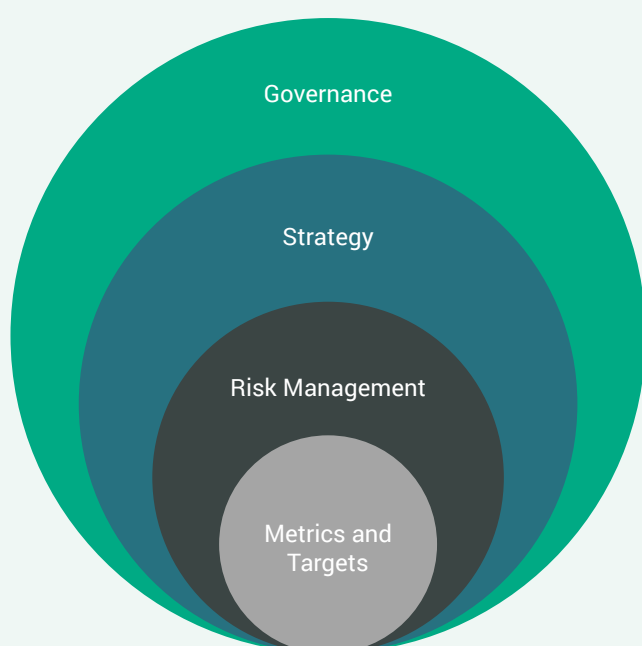 Governance
Strategy
Risk Management
Metrics and
Targets